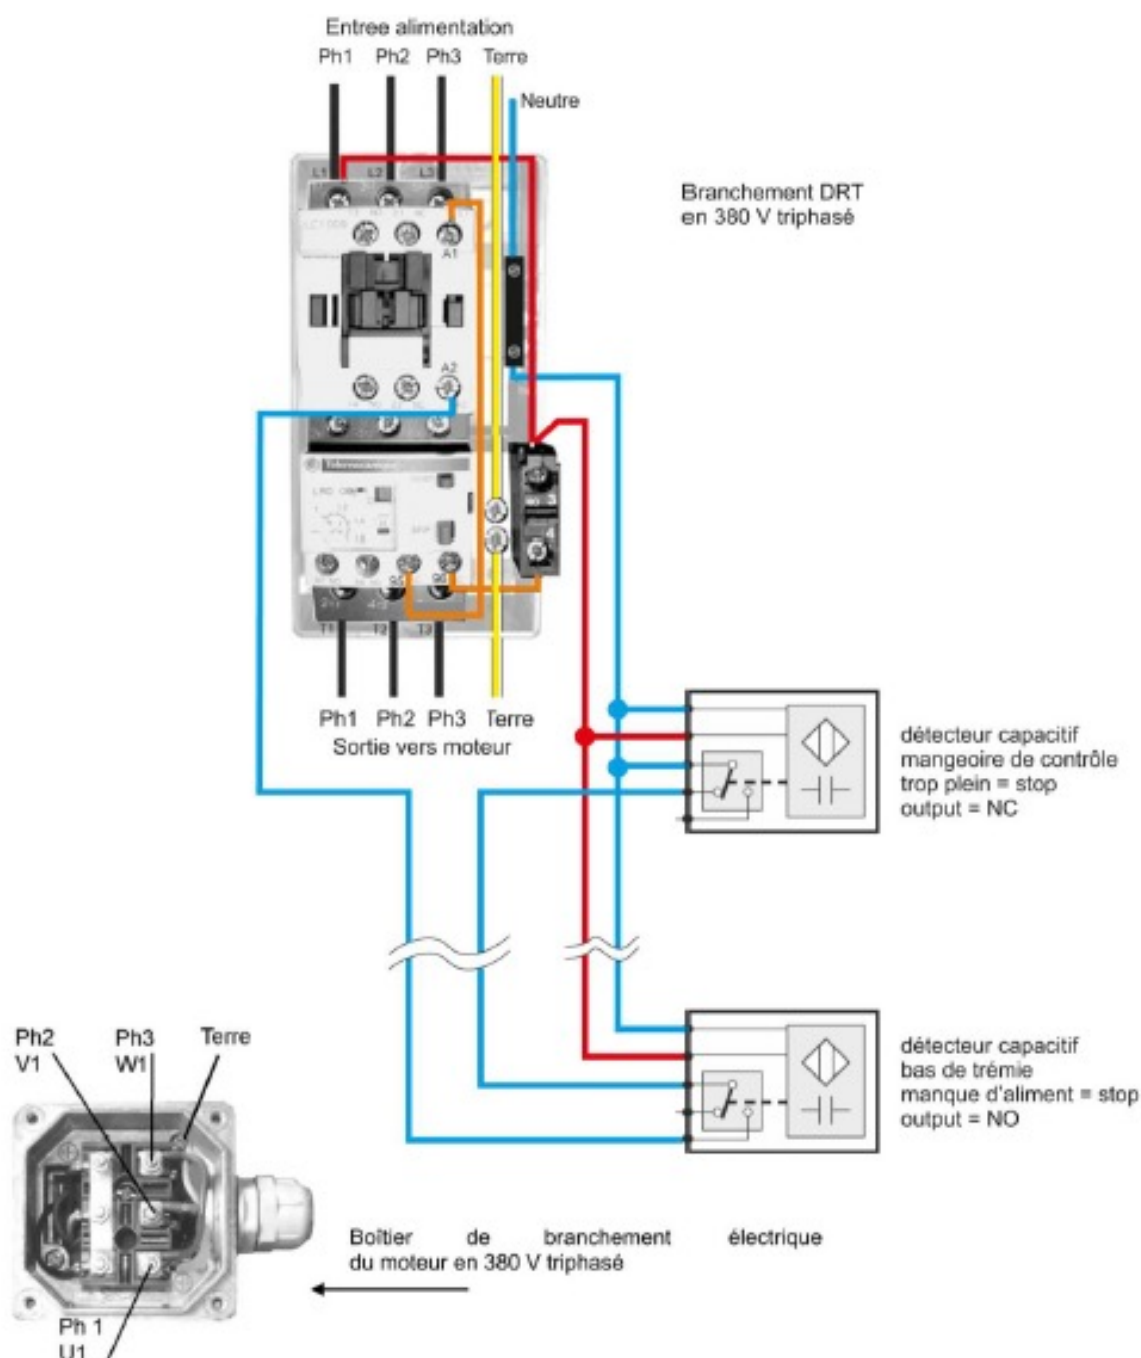 Entree alimentation
Ph1 Ph2 Ph3 Terre
Neutre
L1 L2 L3
Branchement DRT
en 380 V triphasé
A1
A2
Telemecanique
3
4
95
T1 T2 T3
Ph1 Ph2 Ph3 Terre
Sortie vers moteur
détecteur capacitif
mangeoire de contrôle
trop plein = stop
output = NC
détecteur capacitif
bas de trémie
manque d'aliment = stop
output = NO
Ph2 Ph3 Terre
V1 W1
Boîtier de branchement électrique
du moteur en 380 V triphasé
Ph 1
U1